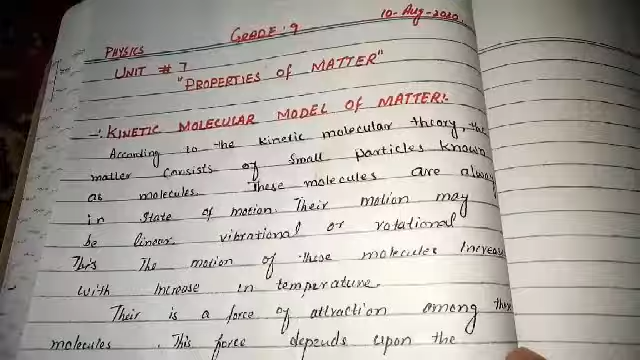 GRADE: 9
10-Aug-2020
PHYSICS
UNIT # 7
"PROPERTIES of MATTER"
KINETIC MOLECULAR MODEL OF MATTER:-
According to the kinetic molecular theory, the
matter consists of small particles known
as molecules. These molecules are always
in state of motion. Their motion may
be linear vibrational or rotational
This The motion of these molecules increase
with increase in temperature.
Their is a force of attraction among these
molecules. This force depends upon the